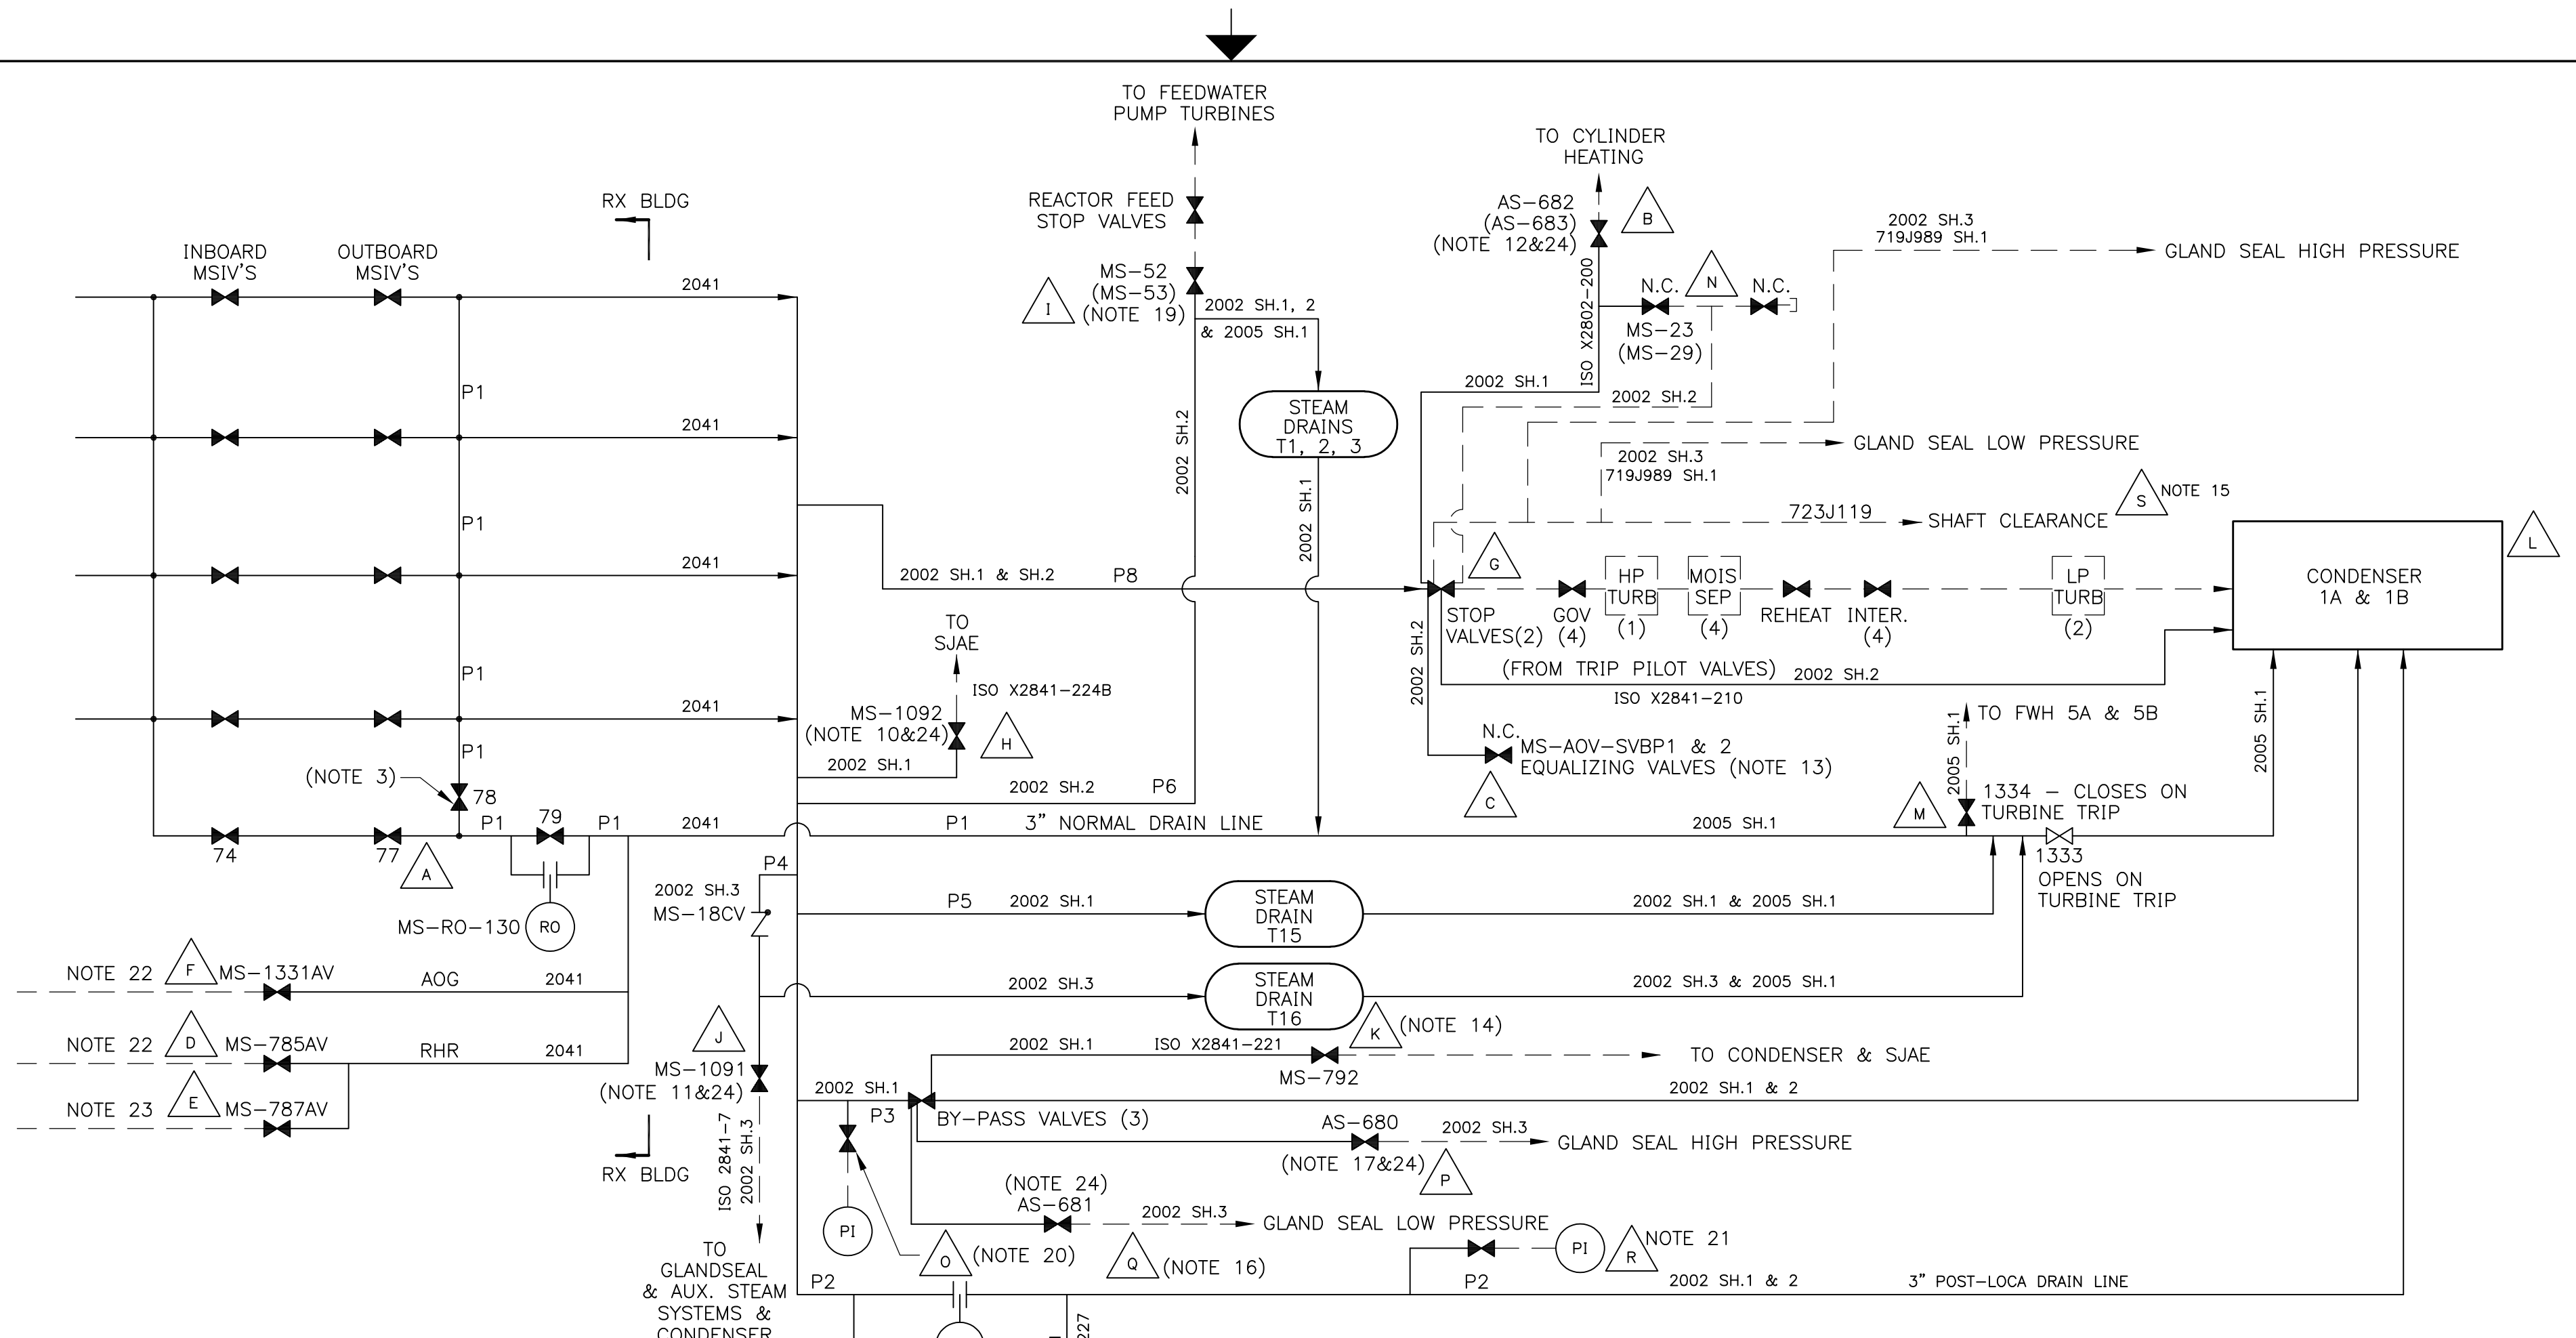 TO FEEDWATER
PUMP TURBINES
TO CYLINDER
HEATING
RX BLDG
REACTOR FEED
STOP VALVES
AS-682
(AS-683)
(NOTE 12&24)
B
2002 SH.3
719J989 SH.1
GLAND SEAL HIGH PRESSURE
INBOARD
MSIV'S
OUTBOARD
MSIV'S
2041
MS-52
(MS-53)
(NOTE 19)
I
2002 SH.1, 2
& 2005 SH.1
ISO X2802-200
N.C.
N
N.C.
MS-23
(MS-29)
P1
2041
2002 SH.2
STEAM
DRAINS
T1, 2, 3
2002 SH.1
2002 SH.2
GLAND SEAL LOW PRESSURE
2002 SH.3
719J989 SH.1
P1
2002 SH.1
723J119
SHAFT CLEARANCE
S
NOTE 15
L
2041
2002 SH.1 & SH.2
P8
G
STOP
VALVES(2)
GOV
(4)
HP
TURB
(1)
MOIS
SEP
(4)
REHEAT
INTER.
(4)
LP
TURB
(2)
CONDENSER
1A & 1B
P1
2041
TO
SJAE
ISO X2841-224B
MS-1092
(NOTE 10&24)
H
2002 SH.1
2002 SH.2
(FROM TRIP PILOT VALVES)
2002 SH.2
ISO X2841-210
P1
(NOTE 3)
78
2002 SH.2
P6
N.C.
MS-AOV-SVBP1 & 2
EQUALIZING VALVES (NOTE 13)
C
2005 SH.1
TO FWH 5A & 5B
2005 SH.1
M
1334 - CLOSES ON
TURBINE TRIP
74
77
A
P1
79
P1
2041
P1
3" NORMAL DRAIN LINE
2005 SH.1
1333
OPENS ON
TURBINE TRIP
MS-RO-130
RO
P4
2002 SH.3
MS-18CV
P5
2002 SH.1
STEAM
DRAIN
T15
2002 SH.1 & 2005 SH.1
NOTE 22
F
MS-1331AV
AOG
2041
2002 SH.3
STEAM
DRAIN
T16
2002 SH.3 & 2005 SH.1
NOTE 22
D
MS-785AV
RHR
2041
J
K
(NOTE 14)
2002 SH.1
ISO X2841-221
MS-792
TO CONDENSER & SJAE
NOTE 23
E
MS-787AV
MS-1091
(NOTE 11&24)
2002 SH.1
P3
BY-PASS VALVES (3)
2002 SH.1 & 2
RX BLDG
ISO 2841-7
2002 SH.3
AS-680
(NOTE 17&24)
2002 SH.3
GLAND SEAL HIGH PRESSURE
P
PI
(NOTE 24)
AS-681
2002 SH.3
GLAND SEAL LOW PRESSURE
O
(NOTE 20)
Q
(NOTE 16)
PI
R
NOTE 21
TO
GLANDSEAL
& AUX. STEAM
SYSTEMS &
CONDENSER
P2
P2
2002 SH.1 & 2
3" POST-LOCA DRAIN LINE
227